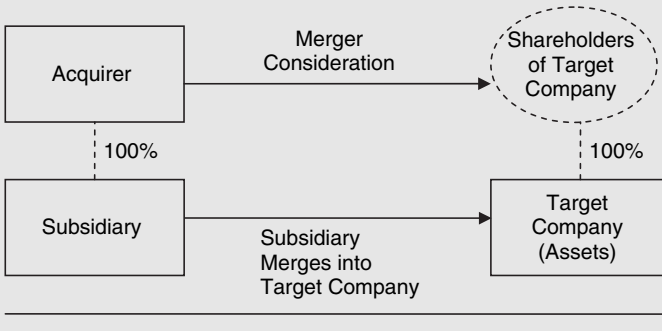 Acquirer
Merger
Consideration
Shareholders
of Target
Company
100%
100%
Subsidiary
Subsidiary
Merges into
Target Company
Target
Company
(Assets)